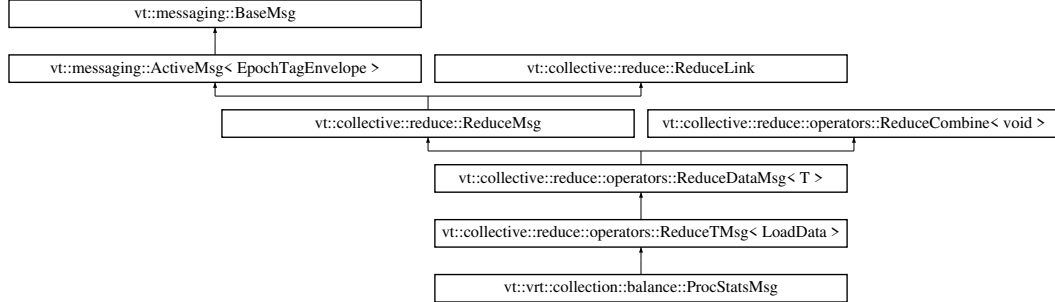 vt::messaging::BaseMsg
vt::messaging::ActiveMsg< EpochTagEnvelope >
vt::collective::reduce::ReduceLink
vt::collective::reduce::ReduceMsg
vt::collective::reduce::operators::ReduceCombine< void >
vt::collective::reduce::operators::ReduceDataMsg< T >
vt::collective::reduce::operators::ReduceTMsg< LoadData >
vt::vrt::collection::balance::ProcStatsMsg